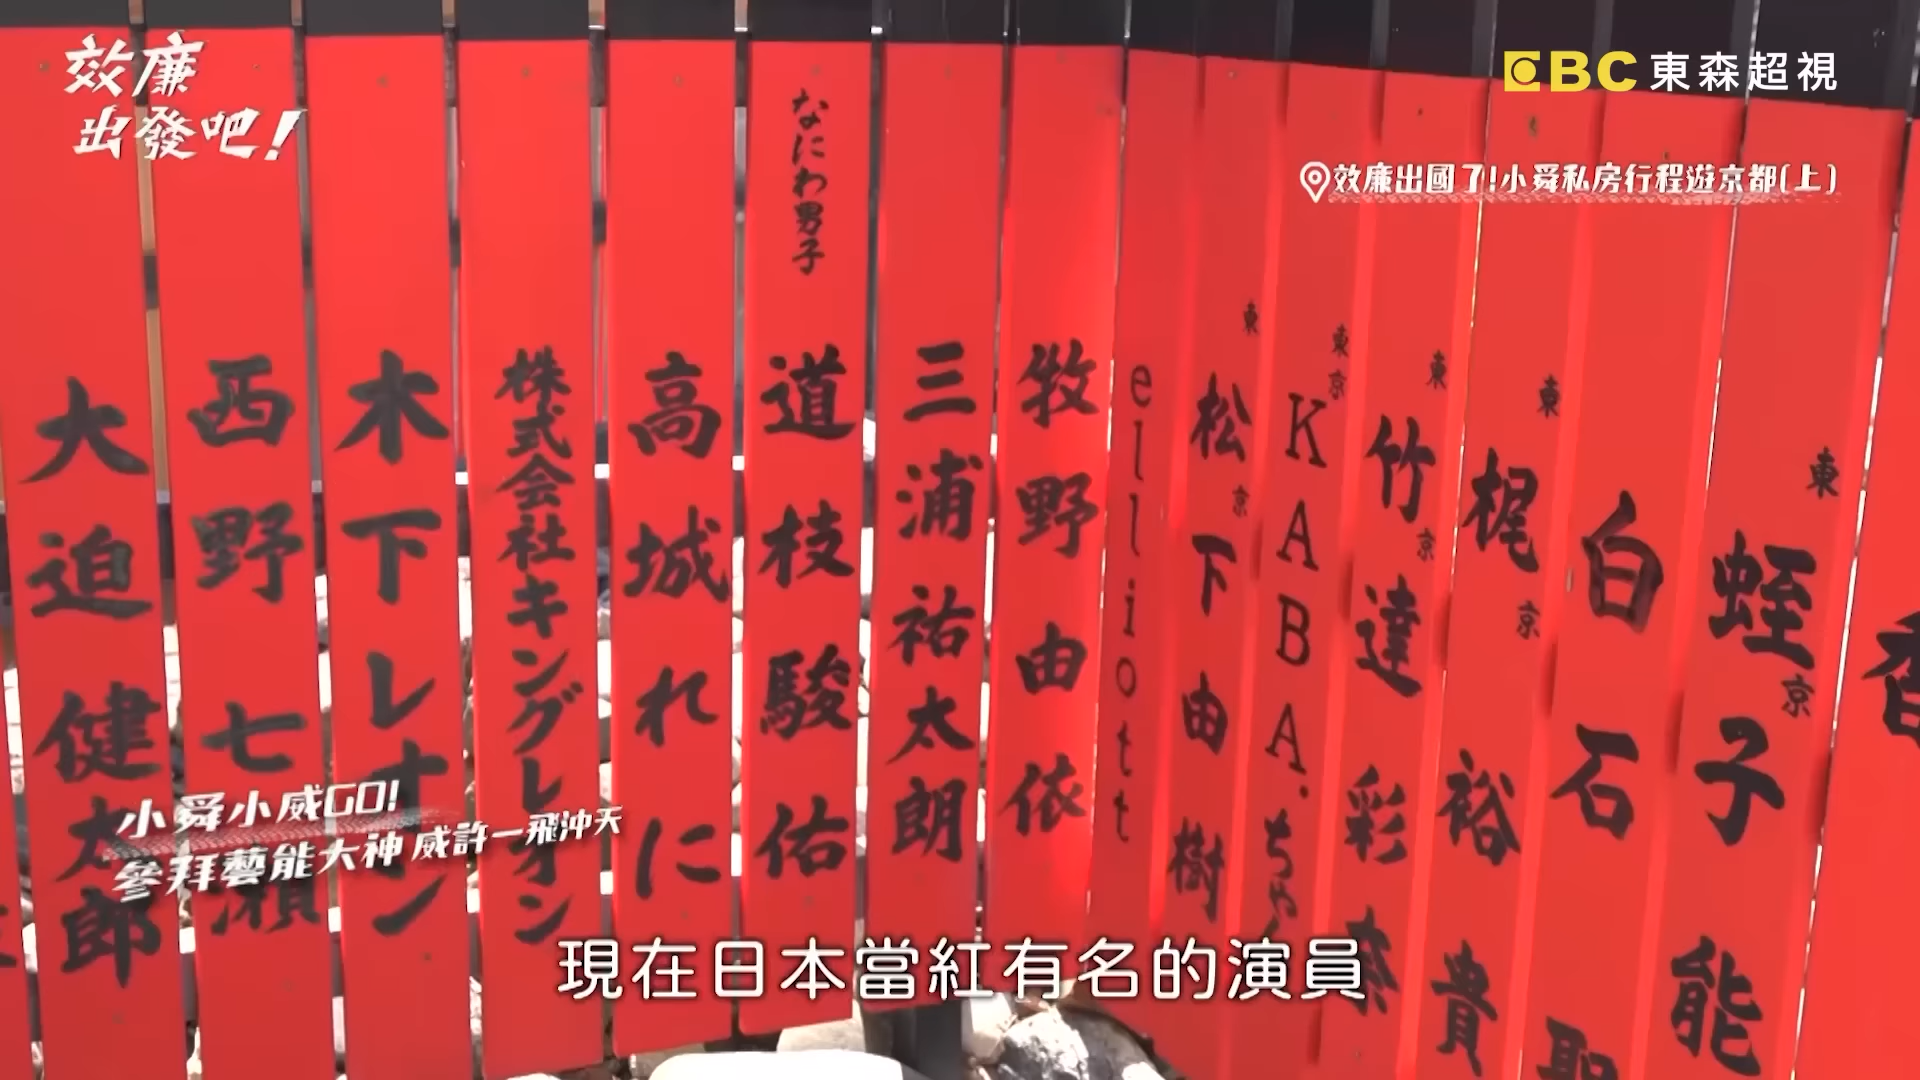 效廉
出發吧!
EBC 東森超視
效廉出國了!小舜私房行程遊京都(上)
大迫健太郎
西野七瀬
木下レオン
株式会社キングレオン
高城れに
なにわ男子
道枝駿佑
三浦祐太朗
牧野由依
elliott
東京
松下由樹
東京
KABA.ちゃん
東京
竹達彩奈
東京
梶裕貴
白石聖
東京
蛭子能
香
小舜小威GO!
參拜藝能大神 威許一飛沖天
現在日本當紅有名的演員